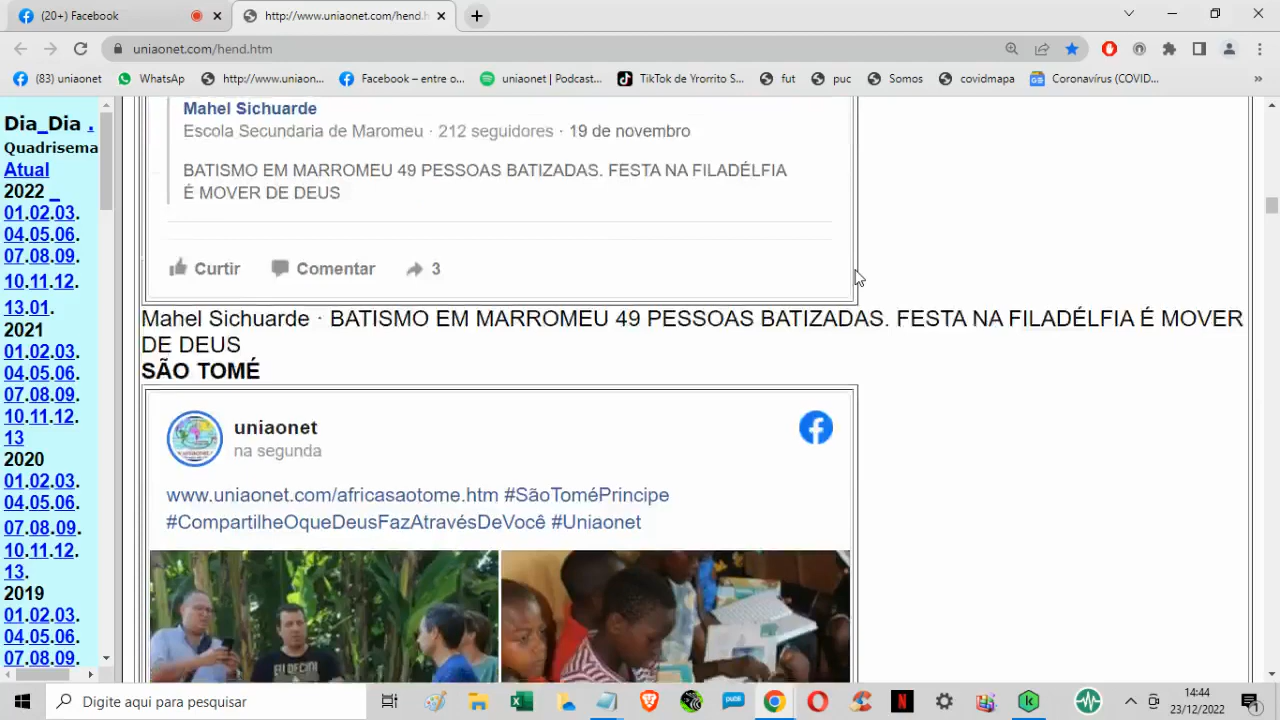 (20+) Facebook
http://www.uniaonet.com/hend.h
uniaonet.com/hend.htm
(83) uniaonet
WhatsApp
http://www.uniaon...
Facebook – entre o...
uniaonet | Podcast...
TikTok de Yrorrito S...
fut
puc
Somos
covidmapa
Coronavírus (COVID...
»
Dia_Dia .
Quadrisema
Atual
2022 _
01.02.03.
04.05.06.
07.08.09.
10.11.12.
13.01.
2021
01.02.03.
04.05.06.
07.08.09.
10.11.12.
13
2020
01.02.03.
04.05.06.
07.08.09.
10.11.12.
13.
2019
01.02.03.
04.05.06.
07.08.09.
Mahel Sichuarde
Escola Secundaria de Maromeu · 212 seguidores · 19 de novembro
BATISMO EM MARROMEU 49 PESSOAS BATIZADAS. FESTA NA FILADÉLFIA
É MOVER DE DEUS
Curtir
Comentar
3
Mahel Sichuarde · BATISMO EM MARROMEU 49 PESSOAS BATIZADAS. FESTA NA FILADÉLFIA É MOVER
DE DEUS
SÃO TOMÉ
uniaonet
na segunda
www.uniaonet.com/africasaotome.htm #SãoToméPrincipe
#CompartilheOqueDeusFazAtravésDeVocê #Uniaonet
EU DECIDI
Digite aqui para pesquisar
14:44
23/12/2022